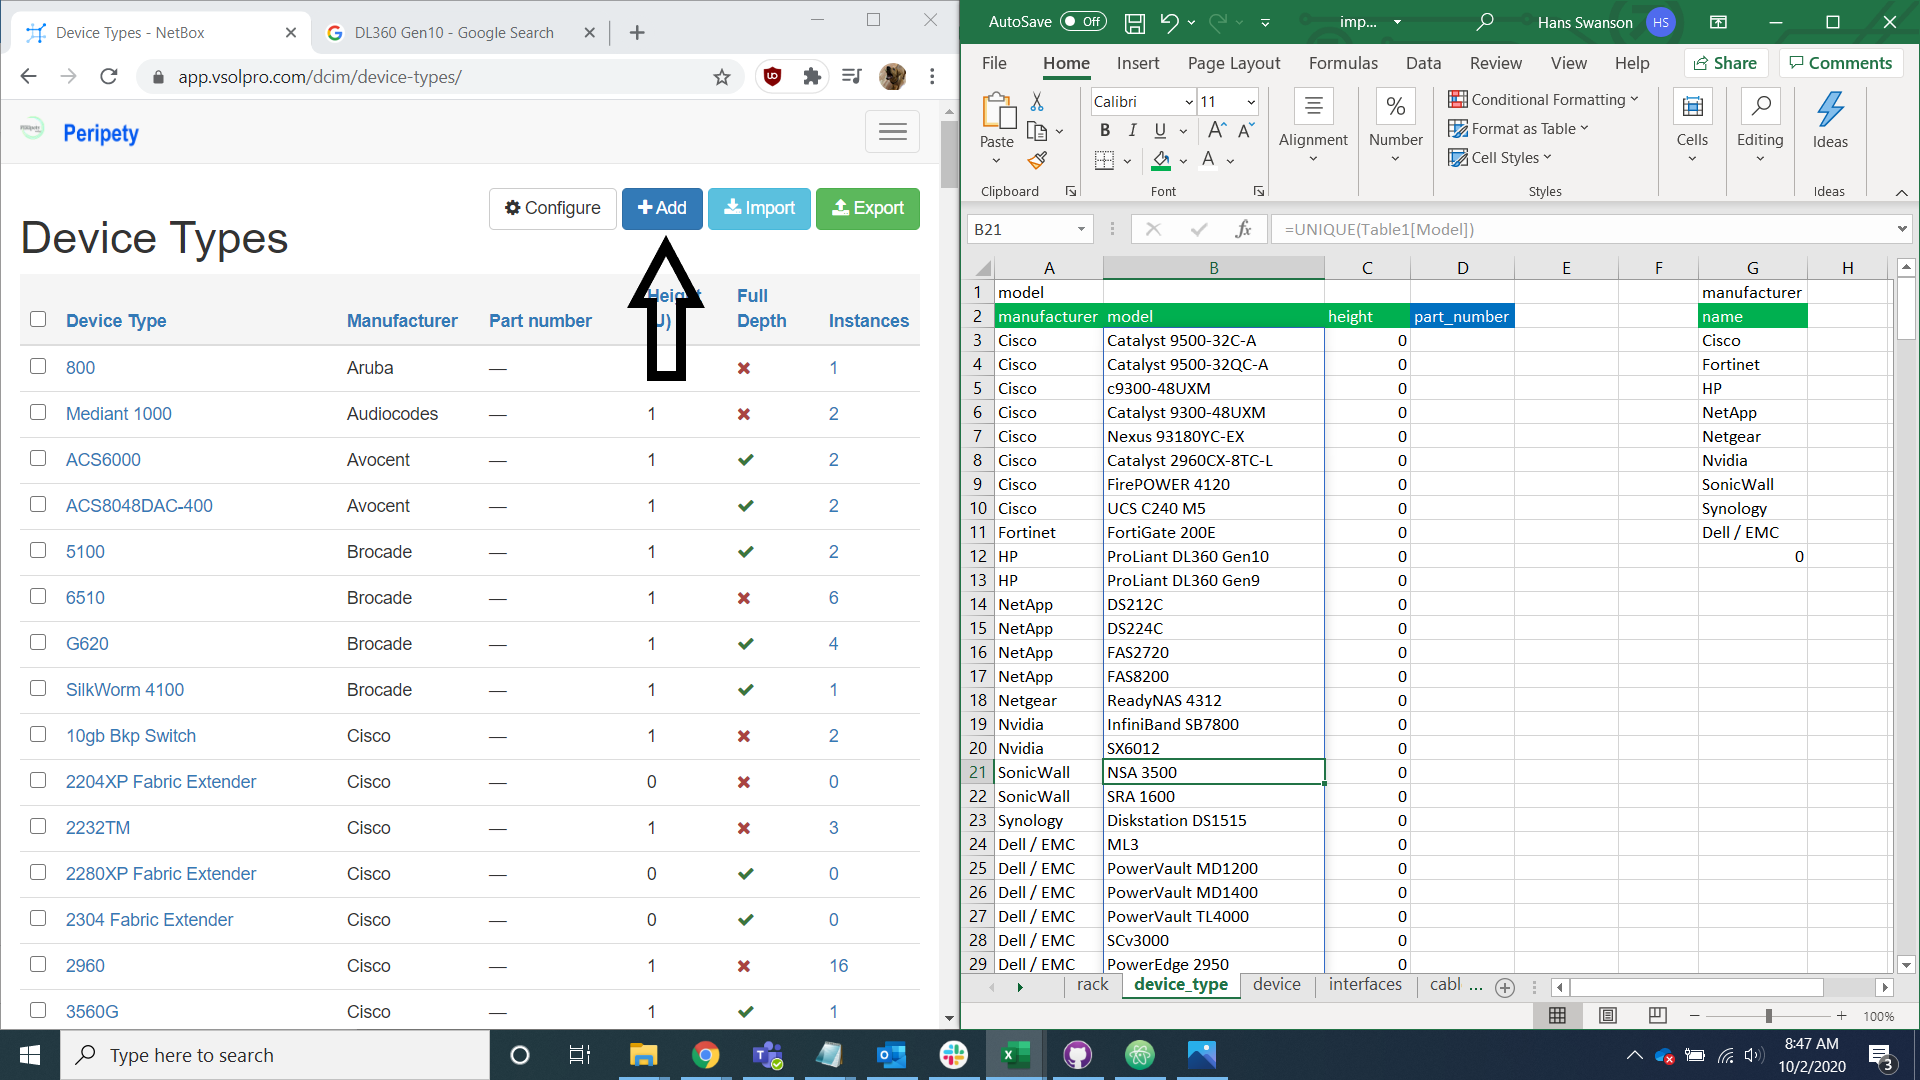 Device Types - NetBox
DL360 Gen10 - Google Search
app.vsolpro.com/dcim/device-types/
Peripety
Configure
Add
Import
Export
Device Types
Device Type Manufacturer Part number Full Depth Instances
800 Aruba — 1
Mediant 1000 Audiocodes — 1 2
ACS6000 Avocent — 1 2
ACS8048DAC-400 Avocent — 1 2
5100 Brocade — 1 2
6510 Brocade — 1 6
G620 Brocade — 1 4
SilkWorm 4100 Brocade — 1 1
10gb Bkp Switch Cisco — 1 2
2204XP Fabric Extender Cisco — 0 0
2232TM Cisco — 1 3
2280XP Fabric Extender Cisco — 0 0
2304 Fabric Extender Cisco — 0 0
2960 Cisco — 1 16
3560G Cisco — 1 1
AutoSave Off imp... Hans Swanson HS
File Home Insert Page Layout Formulas Data Review View Help Share Comments
Paste
Clipboard
Calibri 11
B I U A A
A
Font
Alignment
%
Number
Conditional Formatting
Format as Table
Cell Styles
Styles
Cells
Editing
Ideas
Ideas
B21 fx =UNIQUE(Table1[Model])
A B C D E F G H
1 model manufacturer
2 manufacturer model height part_number name
3 Cisco Catalyst 9500-32C-A 0 Cisco
4 Cisco Catalyst 9500-32QC-A 0 Fortinet
5 Cisco c9300-48UXM 0 HP
6 Cisco Catalyst 9300-48UXM 0 NetApp
7 Cisco Nexus 93180YC-EX 0 Netgear
8 Cisco Catalyst 2960CX-8TC-L 0 Nvidia
9 Cisco FirePOWER 4120 0 SonicWall
10 Cisco UCS C240 M5 0 Synology
11 Fortinet FortiGate 200E 0 Dell / EMC
12 HP ProLiant DL360 Gen10 0 0
13 HP ProLiant DL360 Gen9 0
14 NetApp DS212C 0
15 NetApp DS224C 0
16 NetApp FAS2720 0
17 NetApp FAS8200 0
18 Netgear ReadyNAS 4312 0
19 Nvidia InfiniBand SB7800 0
20 Nvidia SX6012 0
21 SonicWall NSA 3500 0
22 SonicWall SRA 1600 0
23 Synology Diskstation DS1515 0
24 Dell / EMC ML3 0
25 Dell / EMC PowerVault MD1200 0
26 Dell / EMC PowerVault MD1400 0
27 Dell / EMC PowerVault TL4000 0
28 Dell / EMC SCv3000 0
29 Dell / EMC PowerEdge 2950 0
rack device_type device interfaces cabl ...
100%
Type here to search
8:47 AM
10/2/2020
3